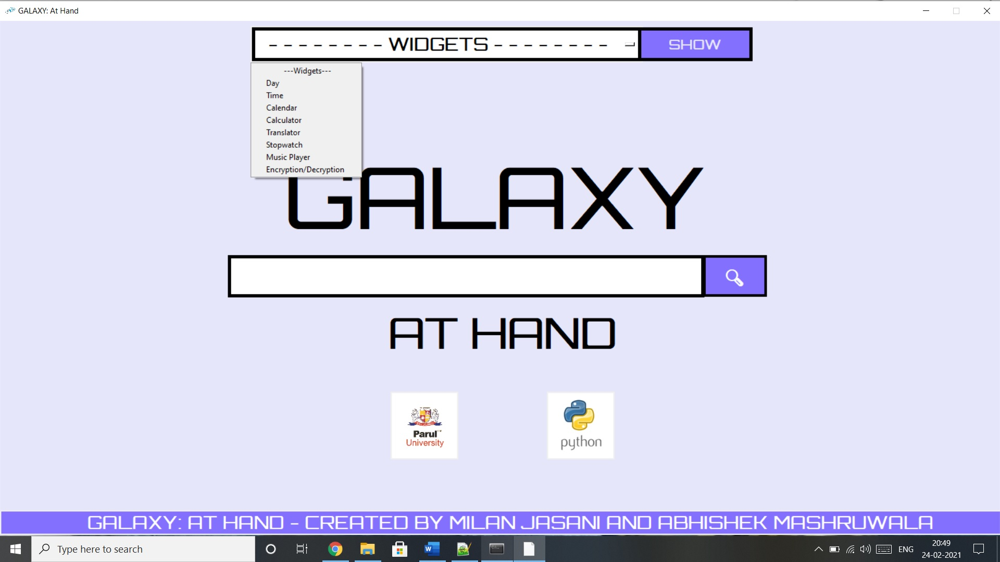 GALAXY: At Hand
- - - - - - - - WIDGETS - - - - - - - -
SHOW
---Widgets---
Day
Time
Calendar
Calculator
Translator
Stopwatch
Music Player
Encryption/Decryption
GALAXY
AT HAND
Parul
University
python
GALAXY: AT HAND - CREATED BY MILAN JASANI AND ABHISHEK MASHRUWALA
Type here to search
ENG
20:49
24-02-2021